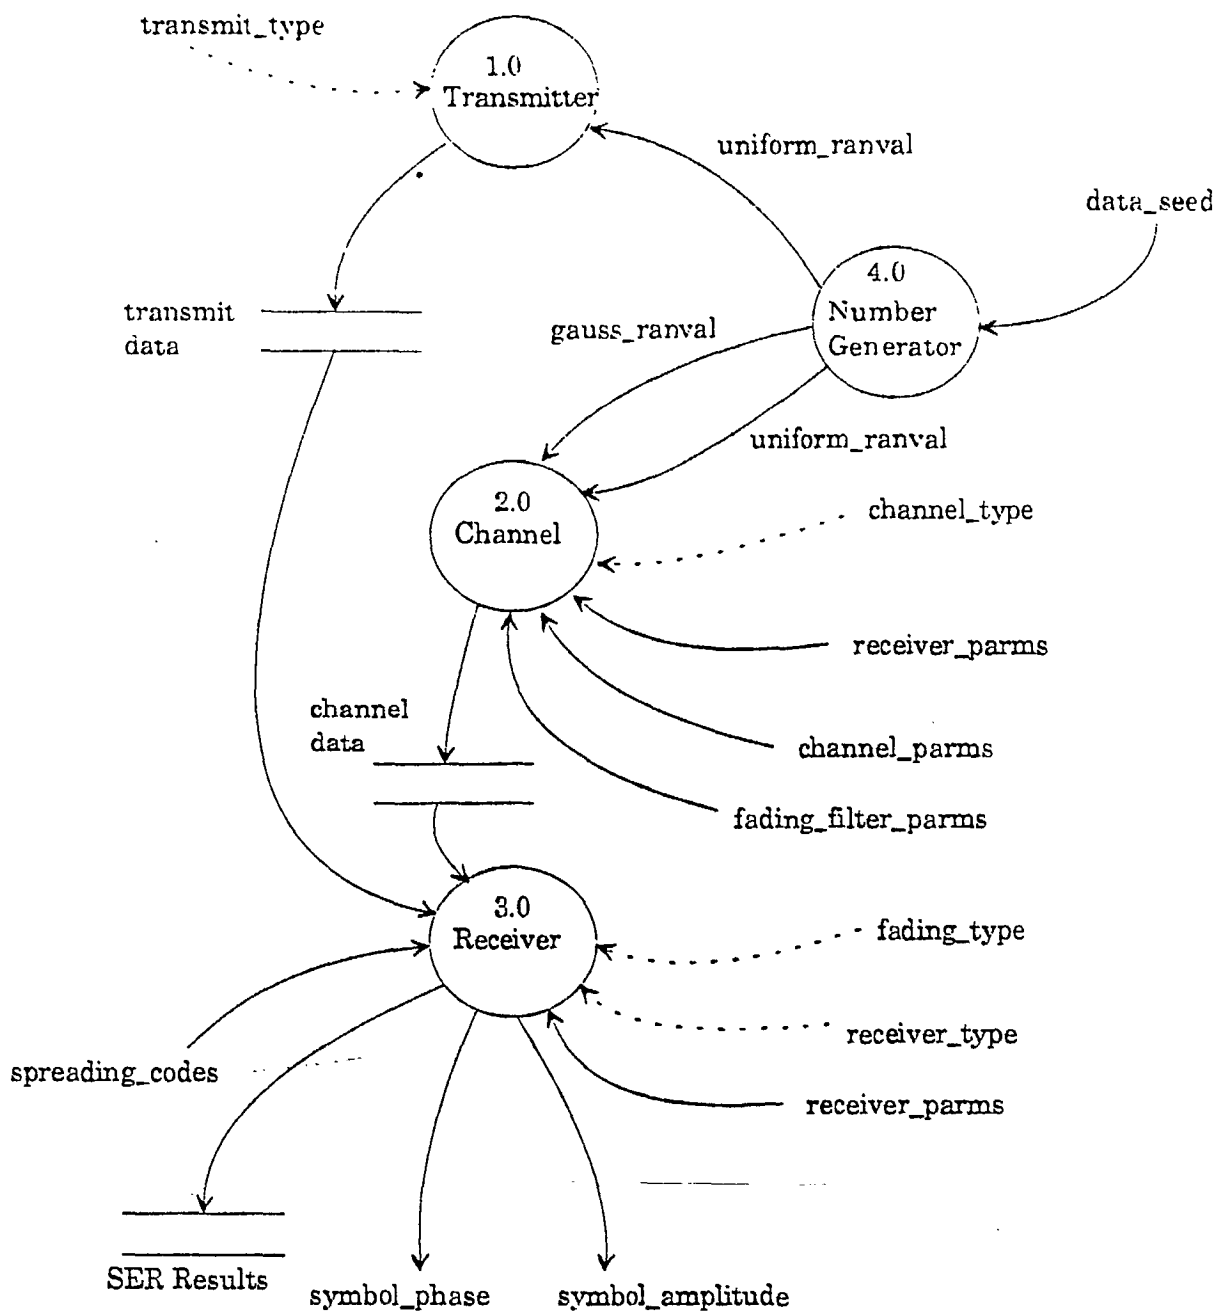 transmit_type
1.0
Transmitter
uniform_ranval
data_seed
4.0
Number
Generator
transmit
data
gauss_ranval
uniform_ranval
2.0
Channel
channel_type
receiver_parms
channel
data
channel_parms
fading_filter_parms
3.0
Receiver
fading_type
receiver_type
spreading_codes
receiver_parms
SER Results
symbol_phase
symbol_amplitude